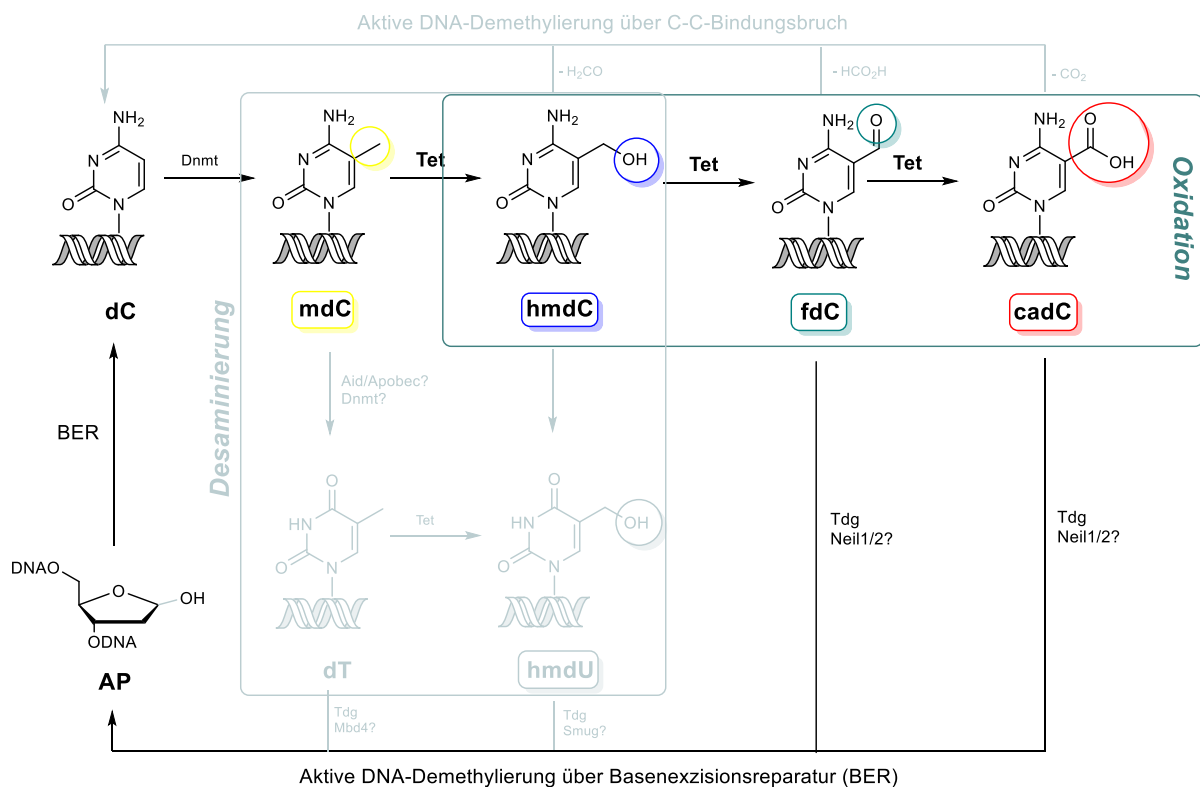 Aktive DNA-Demethylierung über C-C-Bindungsbruch
- H₂CO
- HCO₂H
- CO₂
NH₂
N
O
N
Dnmt
NH₂
N
O
N
Tet
NH₂
N
O
N
OH
Tet
NH₂
O
N
O
N
Tet
NH₂
O
OH
N
O
N
Oxidation
dC
mdC
hmdC
fdC
cadC
Desaminierung
Aid/Apobec?
Dnmt?
BER
O
HN
O
N
Tet
O
HN
O
N
OH
Tdg
Neil1/2?
Tdg
Neil1/2?
DNAO
O
OH
ODNA
AP
dT
hmdU
Tdg
Mbd4?
Tdg
Smug?
Aktive DNA-Demethylierung über Basenexzisionsreparatur (BER)